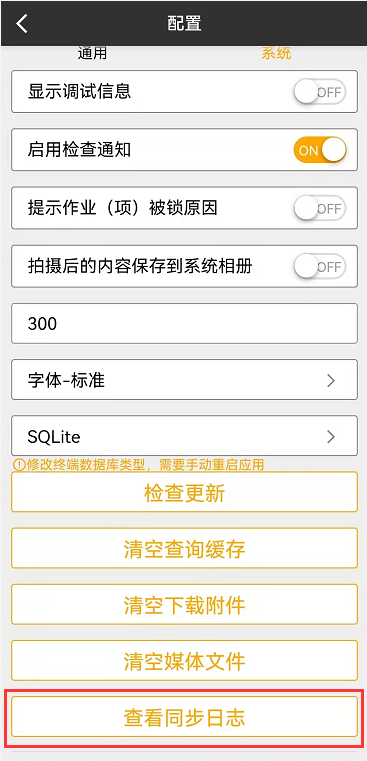 配置
通用 系统
显示调试信息 OFF
启用检查通知 ON
提示作业（项）被锁原因 OFF
拍摄后的内容保存到系统相册 OFF
300
字体-标准
SQLite
修改终端数据库类型，需要手动重启应用
检查更新
清空查询缓存
清空下载附件
清空媒体文件
查看同步日志